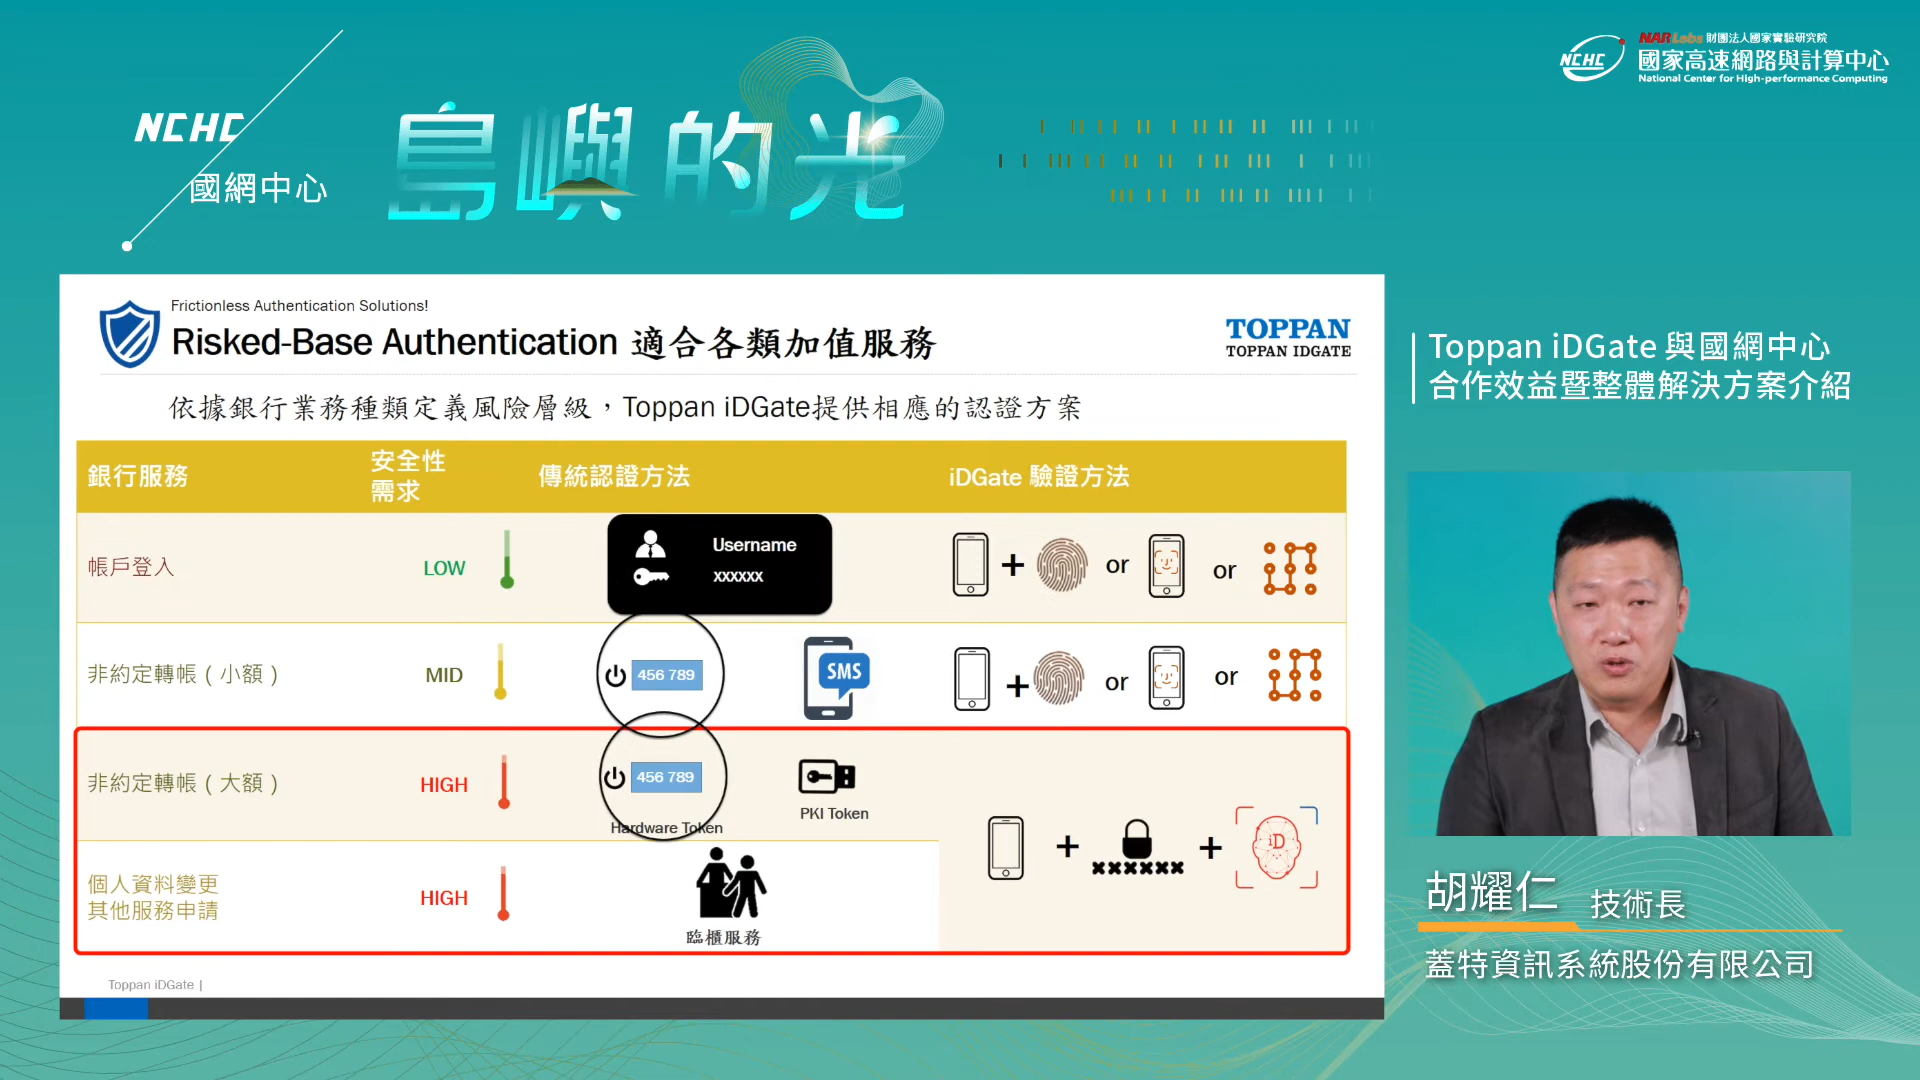 NCHC
國網中心
島嶼的光
NCHC
NARLabs 財團法人國家實驗研究院
國家高速網路與計算中心
National Center for High-performance Computing
Frictionless Authentication Solutions!
Risked-Base Authentication 適合各類加值服務
TOPPAN
TOPPAN IDGATE
依據銀行業務種類定義風險層級，Toppan iDGate提供相應的認證方案
銀行服務
安全性
需求
傳統認證方法
iDGate 驗證方法
帳戶登入
LOW
Username
xxxxxx
+
or
or
非約定轉帳（小額）
MID
456 789
SMS
+
or
or
非約定轉帳（大額）
HIGH
456 789
Hardware Token
PKI Token
個人資料變更
其他服務申請
HIGH
臨櫃服務
+
xxxxxx
+
iD
Toppan iDGate |
Toppan iDGate 與國網中心
合作效益暨整體解決方案介紹
胡耀仁 技術長
蓋特資訊系統股份有限公司